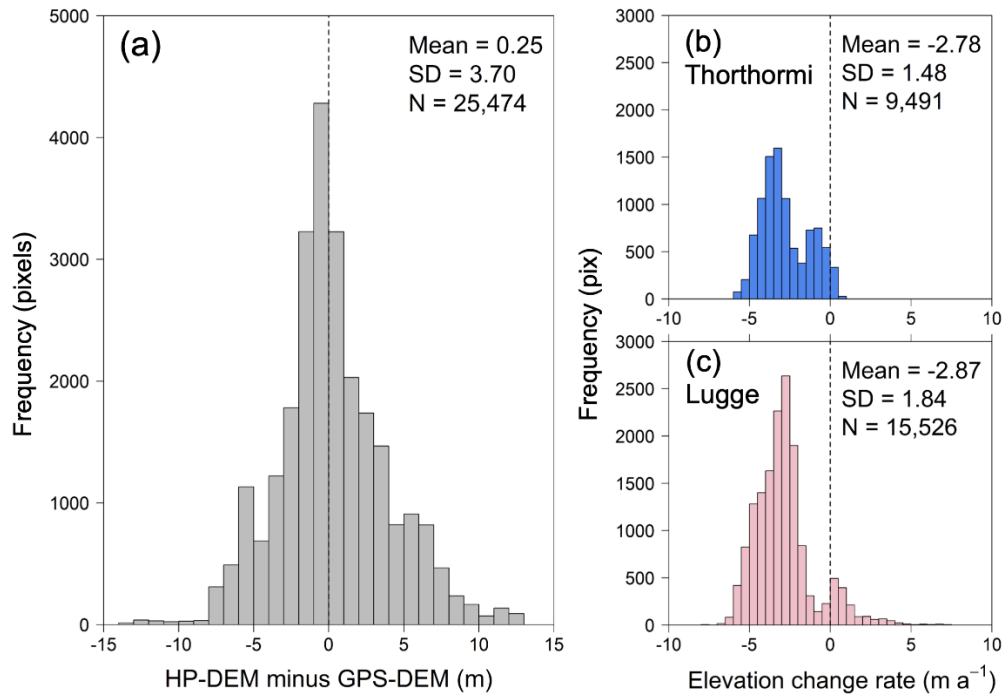 (a)
Mean = 0.25
SD = 3.70
N = 25,474
Frequency (pixels)
5000
4000
3000
2000
1000
0
-15
-10
-5
0
5
10
15
HP-DEM minus GPS-DEM (m)
(b)
Thorthormi
Mean = -2.78
SD = 1.48
N = 9,491
Frequency (pix)
3000
2500
2000
1500
1000
500
0
-10
-5
0
5
10
(c)
Lugge
Mean = -2.87
SD = 1.84
N = 15,526
3000
2500
2000
1500
1000
500
0
-10
-5
0
5
10
Elevation change rate (m a⁻¹)